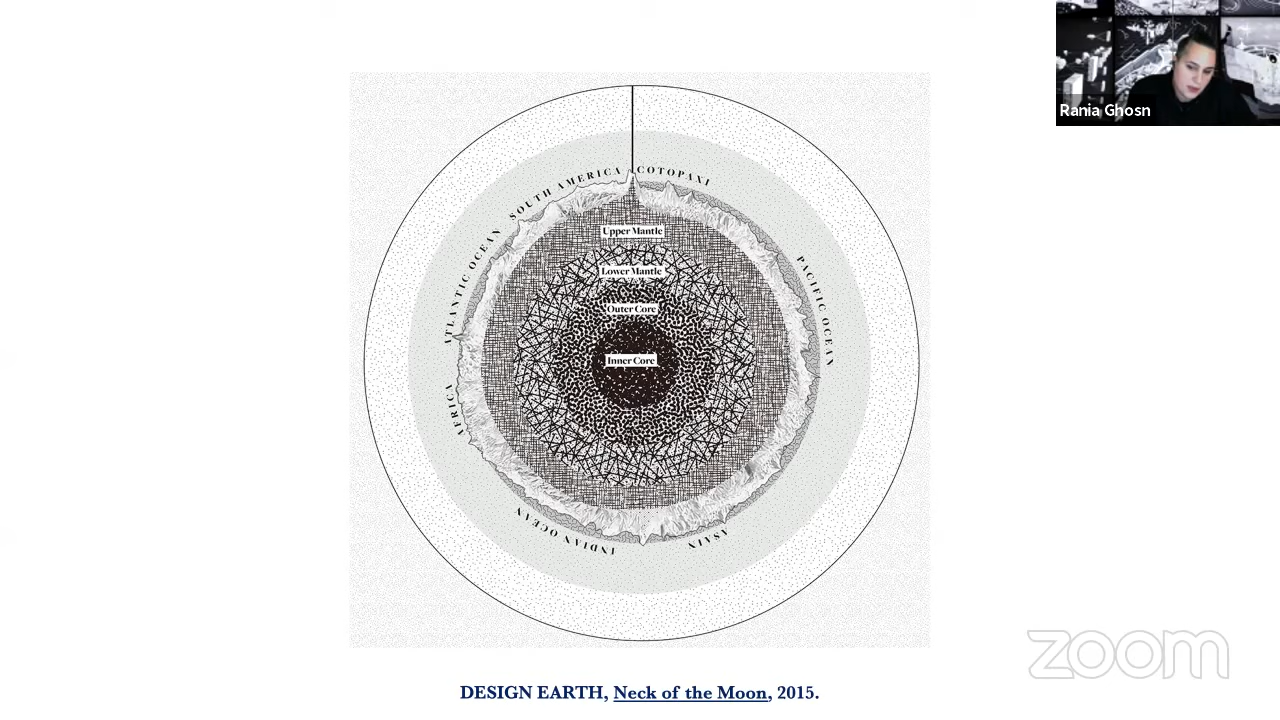 Rania Ghosn
SOUTH AMERICA
COTOPAXI
ATLANTIC OCEAN
PACIFIC OCEAN
AFRICA
INDIAN OCEAN
ASAIN
Upper Mantle
Lower Mantle
Outer Core
Inner Core
zoom
DESIGN EARTH, Neck of the Moon, 2015.